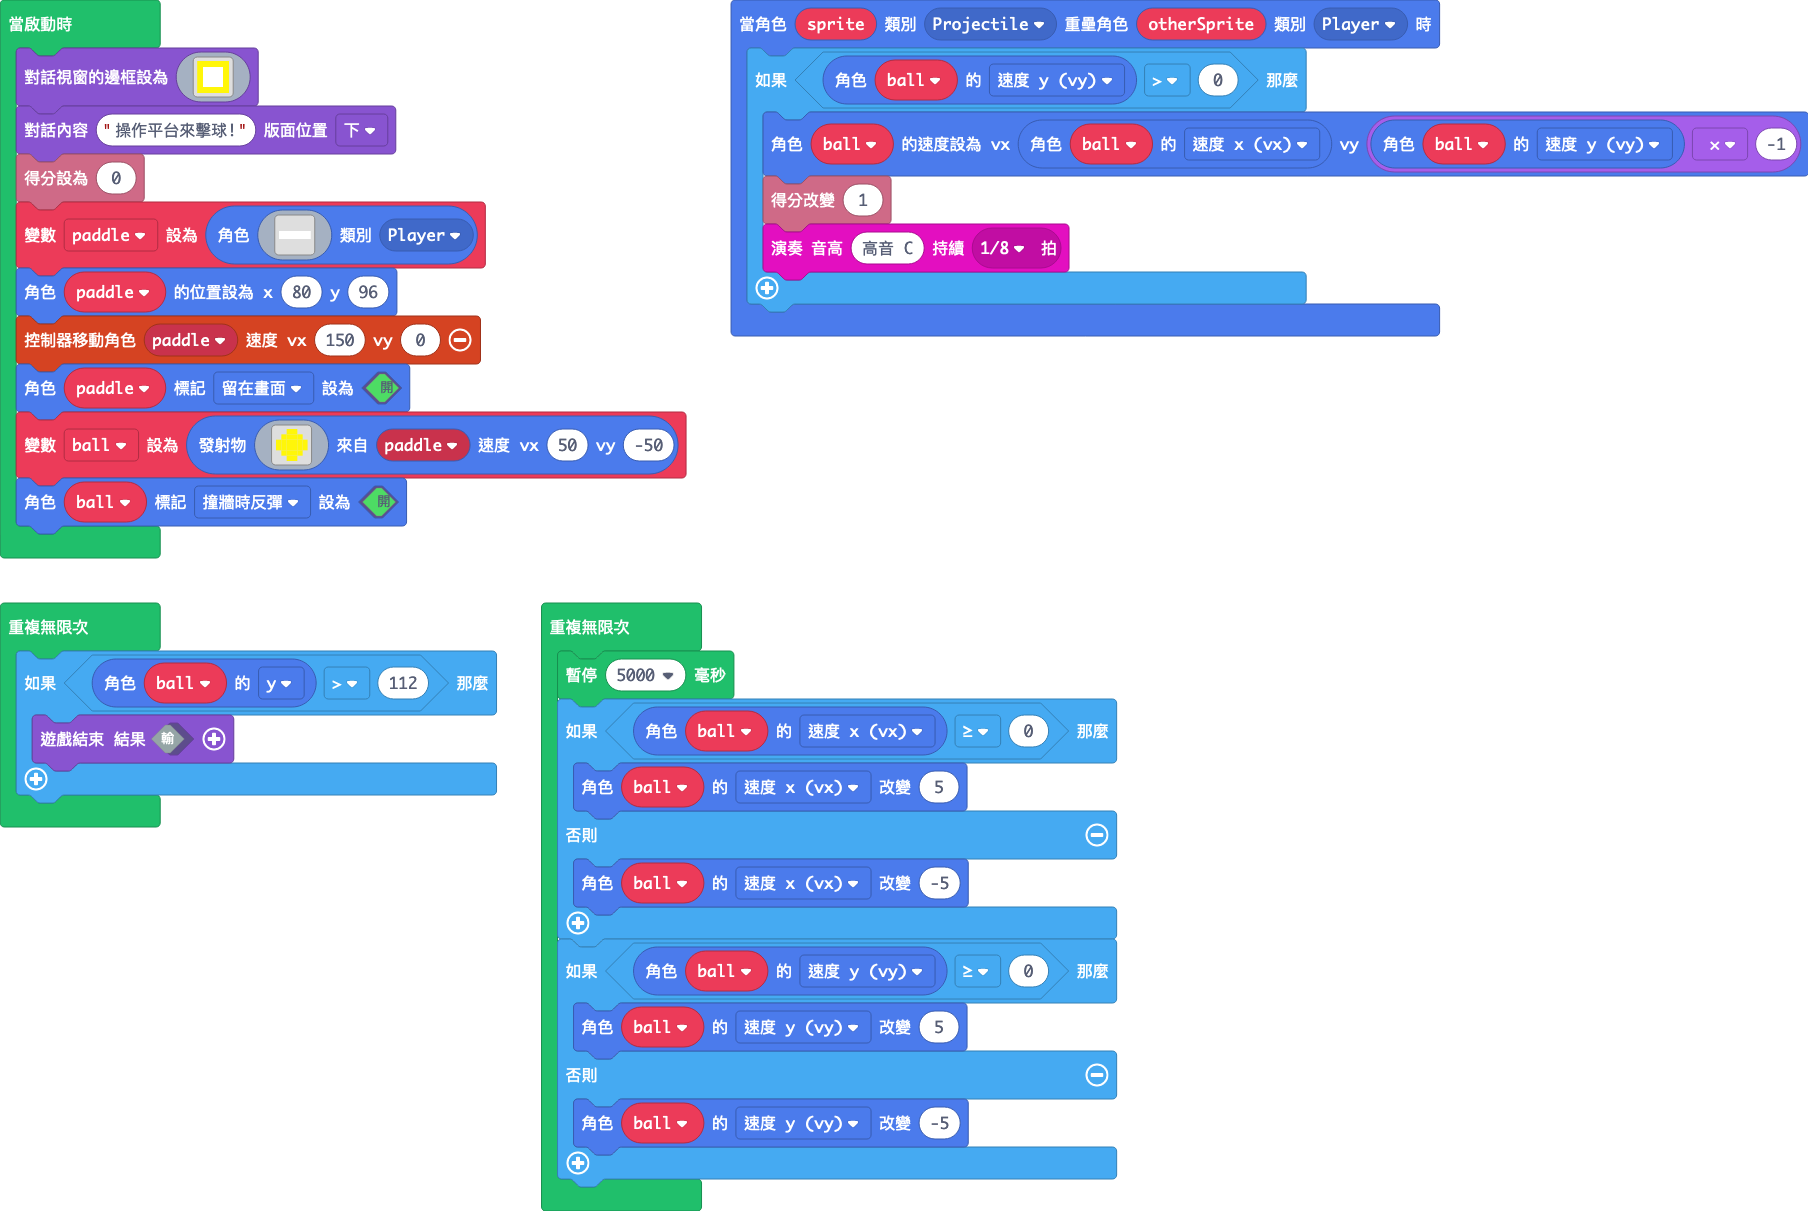 當啟動時
對話視窗的邊框設為
對話內容 "操作平台來擊球!" 版面位置 下
得分設為 0
變數 paddle 設為 角色 類別 Player
角色 paddle 的位置設為 x 80 y 96
控制器移動角色 paddle 速度 vx 150 vy 0
角色 paddle 標記 留在畫面 設為 開
變數 ball 設為 發射物 來自 paddle 速度 vx 50 vy -50
角色 ball 標記 撞牆時反彈 設為 開
當角色 sprite 類別 Projectile 重疊角色 otherSprite 類別 Player 時
如果 角色 ball 的 速度 y (vy) > 0 那麼
角色 ball 的速度設為 vx 角色 ball 的 速度 x (vx) vy 角色 ball 的 速度 y (vy) × -1
得分改變 1
演奏 音高 高音 C 持續 1/8 拍
重複無限次
如果 角色 ball 的 y > 112 那麼
遊戲結束 結果 輸
重複無限次
暫停 5000 毫秒
如果 角色 ball 的 速度 x (vx) ≥ 0 那麼
角色 ball 的 速度 x (vx) 改變 5
否則
角色 ball 的 速度 x (vx) 改變 -5
如果 角色 ball 的 速度 y (vy) ≥ 0 那麼
角色 ball 的 速度 y (vy) 改變 5
否則
角色 ball 的 速度 y (vy) 改變 -5